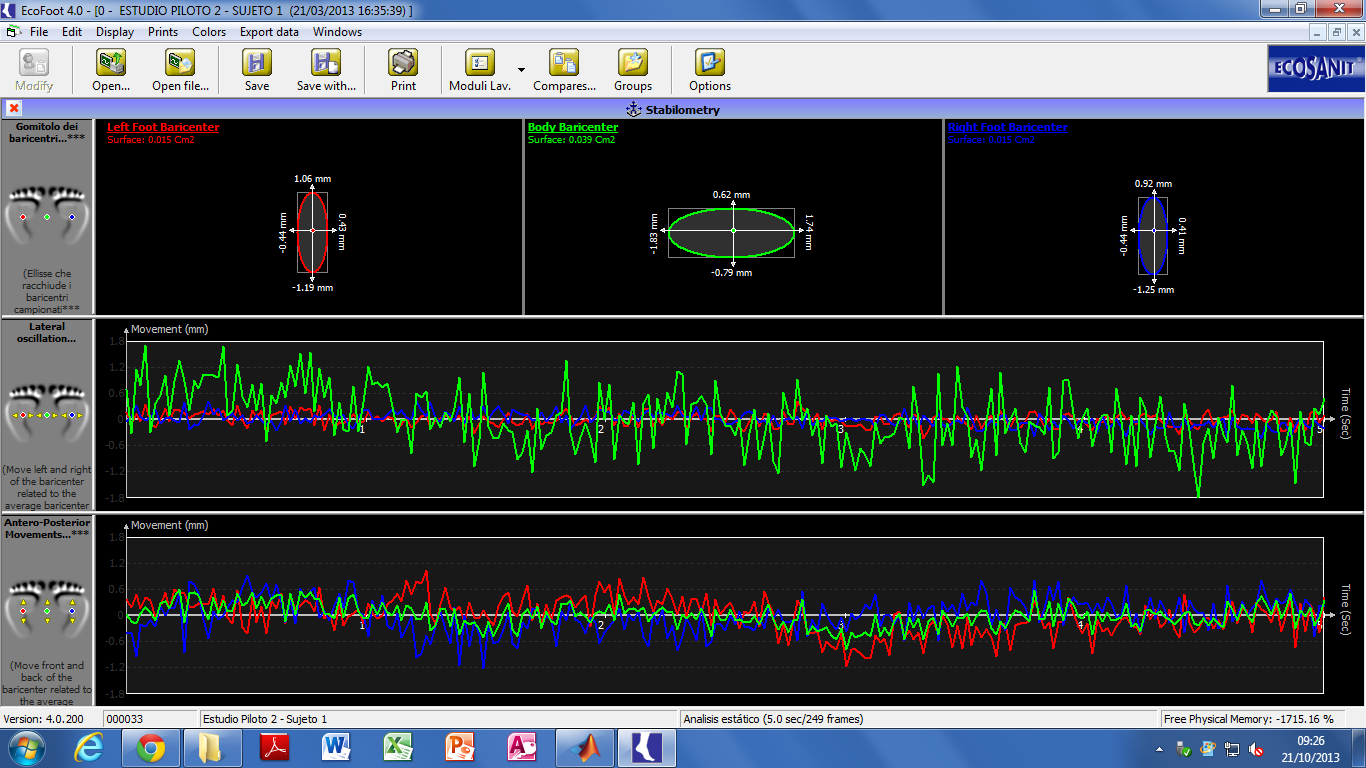 EcoFoot 4.0 - [0 -  ESTUDIO PILOTO 2 - SUJETO 1  (21/03/2013 16:35:39) ]
File Edit Display Prints Colors Export data Windows
Modify Open... Open file... Save Save with... Print Moduli Lav. Compares... Groups Options
ECOSANIT
Stabilometry
Gomitolo dei
baricentri...***
(Ellisse che
racchiude i
baricentri
campionati***
Left Foot Baricenter
Surface: 0.015 Cm2
1.06 mm
-0.44 mm
0.43 mm
-1.19 mm
Body Baricenter
Surface: 0.039 Cm2
0.62 mm
-1.83 mm
1.74 mm
-0.79 mm
Right Foot Baricenter
Surface: 0.015 Cm2
0.92 mm
-0.44 mm
0.41 mm
-1.25 mm
Lateral
oscillation...
(Move left and right
of the baricenter
related to the
average baricenter
Movement (mm)
1.8
1.2
0.6
0
-0.6
-1.2
-1.8
1 2 3 4 5
Time (Sec)
Antero-Posterior
Movements...***
(Move front and
back of the
baricenter related to
the average
Movement (mm)
1.8
1.2
0.6
0
-0.6
-1.2
-1.8
1 2 3 4 5
Time (Sec)
Version: 4.0.200 000033 Estudio Piloto 2 - Sujeto 1 Analisis estático (5.0 sec/249 frames) Free Physical Memory: -1715.16 %
09:26
21/10/2013